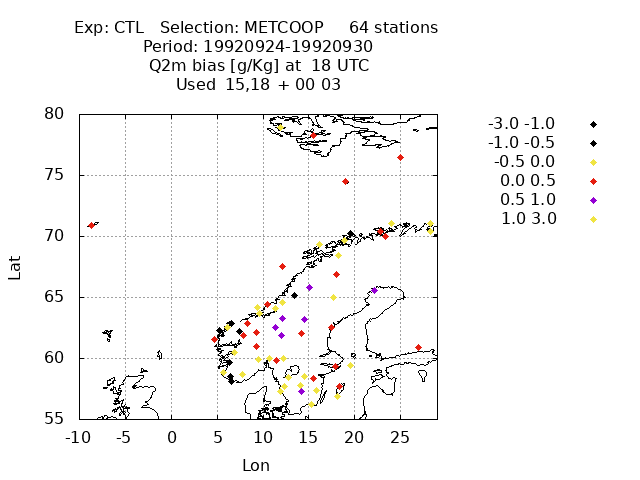 Exp: CTL Selection: METCOOP 64 stations
Period: 19920924-19920930
Q2m bias [g/Kg] at 18 UTC
Used 15,18 + 00 03
-3.0 -1.0
-1.0 -0.5
-0.5 0.0
0.0 0.5
0.5 1.0
1.0 3.0
80
75
70
65
60
55
Lat
-10 -5 0 5 10 15 20 25
Lon